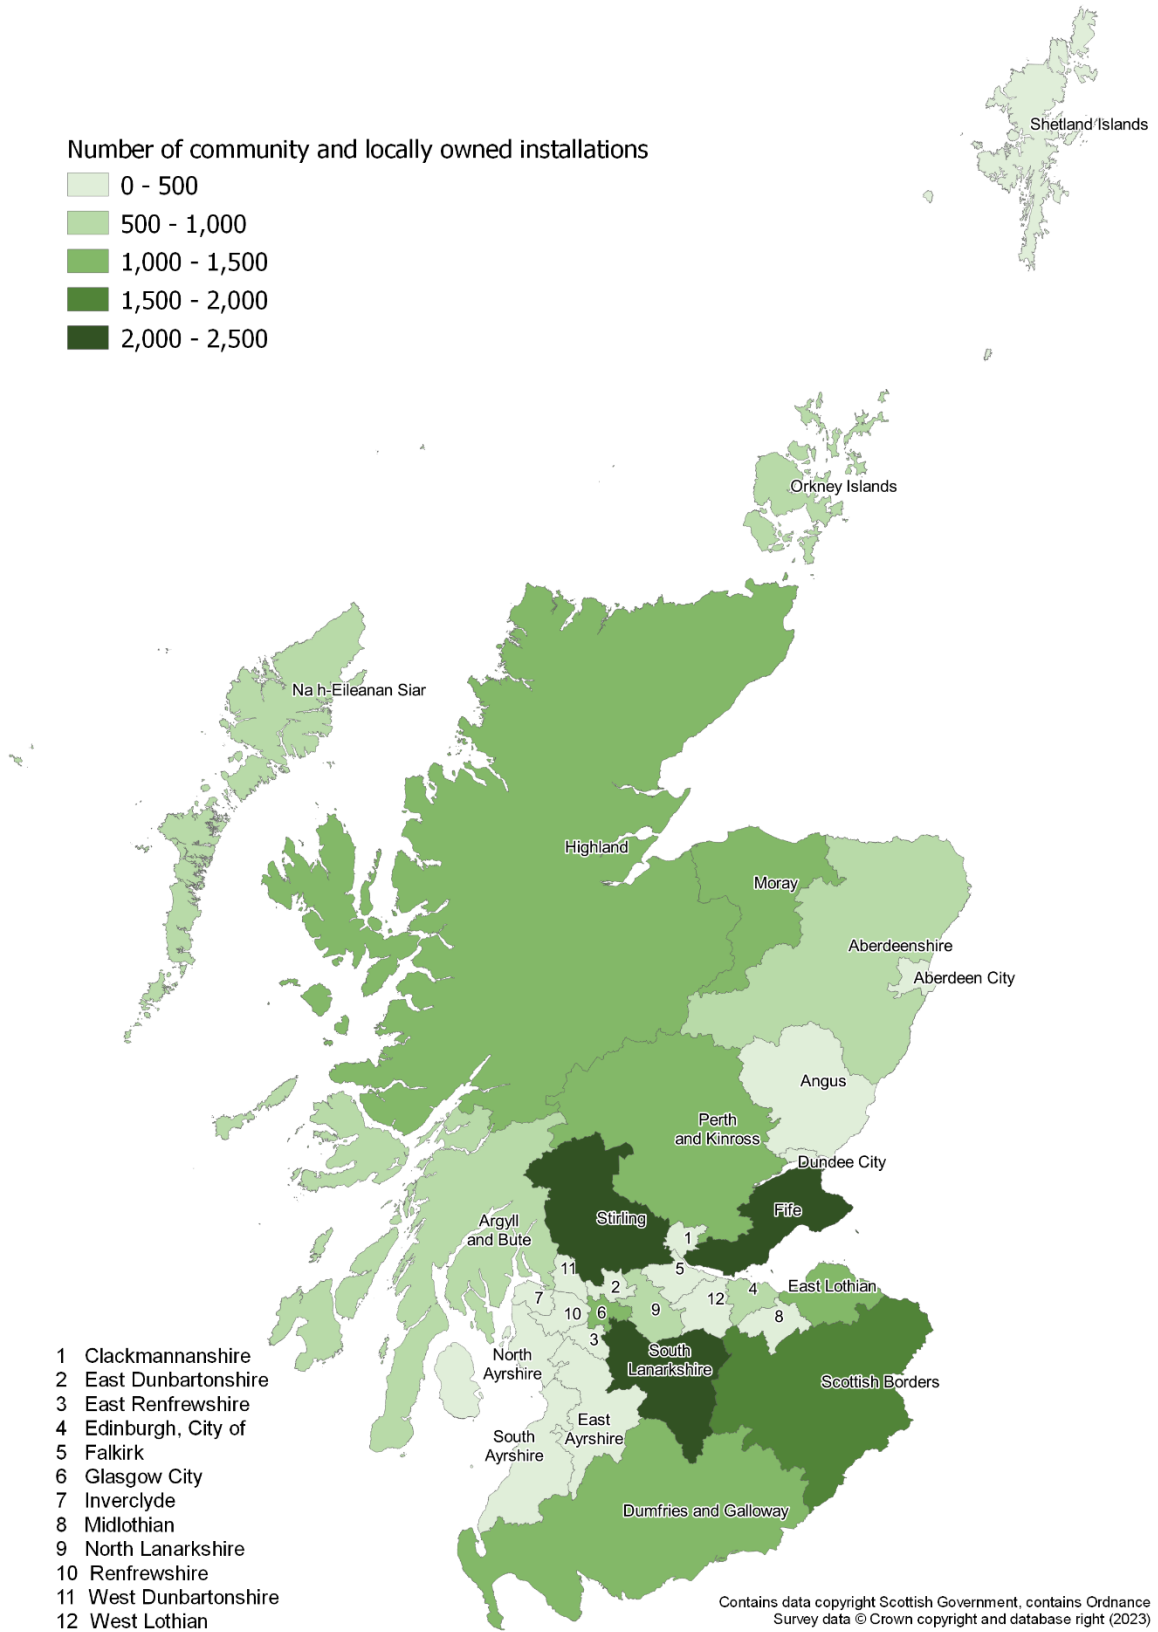 Number of community and locally owned installations
0 - 500
500 - 1,000
1,000 - 1,500
1,500 - 2,000
2,000 - 2,500
Shetland Islands
Orkney Islands
Na h-Eileanan Siar
Highland
Moray
Aberdeenshire
Aberdeen City
Angus
Perth
and Kinross
Dundee City
Fife
Stirling
Argyll
and Bute
1
5
11
2
12
4
East Lothian
7
10
6
9
8
3
North
Ayrshire
South
Lanarkshire
Scottish Borders
East
Ayrshire
South
Ayrshire
Dumfries and Galloway
1 Clackmannanshire
2 East Dunbartonshire
3 East Renfrewshire
4 Edinburgh, City of
5 Falkirk
6 Glasgow City
7 Inverclyde
8 Midlothian
9 North Lanarkshire
10 Renfrewshire
11 West Dunbartonshire
12 West Lothian
Contains data copyright Scottish Government, contains Ordnance
Survey data © Crown copyright and database right (2023)